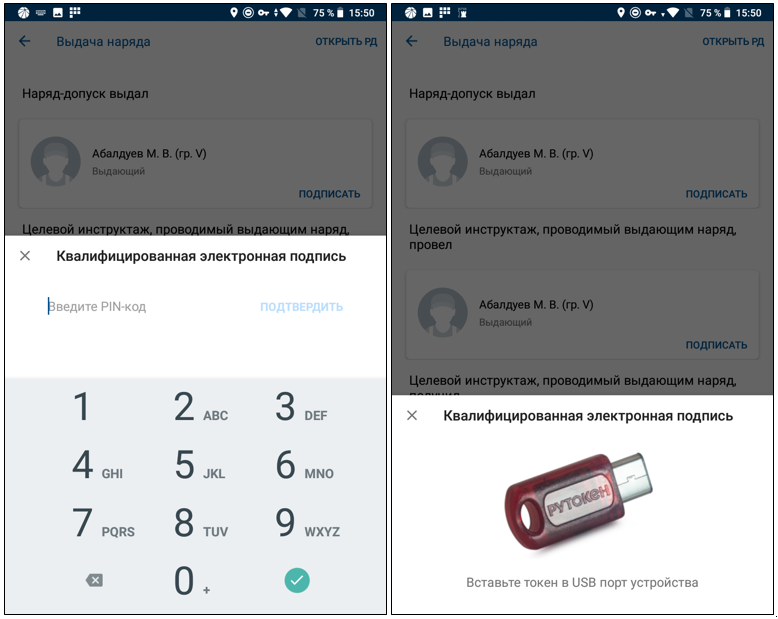 75 % 15:50
Выдача наряда ОТКРЫТЬ РД
Наряд-допуск выдал
Абалдуев М. В. (гр. V)
Выдающий
ПОДПИСАТЬ
Целевой инструктаж, проводимый выдающим наряд,
Квалифицированная электронная подпись
Введите PIN-код ПОДТВЕРДИТЬ
1 2 ABC 3 DEF
4 GHI 5 JKL 6 MNO
7 PQRS 8 TUV 9 WXYZ
0 +
75 % 15:50
Выдача наряда ОТКРЫТЬ РД
Наряд-допуск выдал
Абалдуев М. В. (гр. V)
Выдающий
ПОДПИСАТЬ
Целевой инструктаж, проводимый выдающим наряд,
провел
Абалдуев М. В. (гр. V)
Выдающий
ПОДПИСАТЬ
Целевой инструктаж, проводимый выдающим наряд,
Квалифицированная электронная подпись
РУТОКЕН
Вставьте токен в USB порт устройства